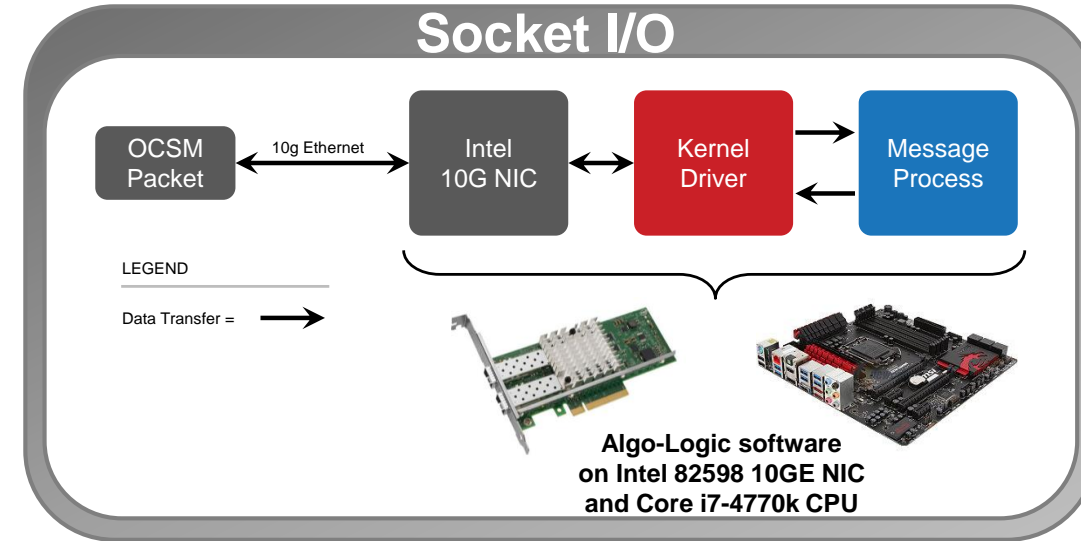 Socket I/O
OCSM
Packet
10g Ethernet
Intel
10G NIC
Kernel
Driver
Message
Process
LEGEND
Data Transfer =
Algo-Logic software
on Intel 82598 10GE NIC
and Core i7-4770k CPU